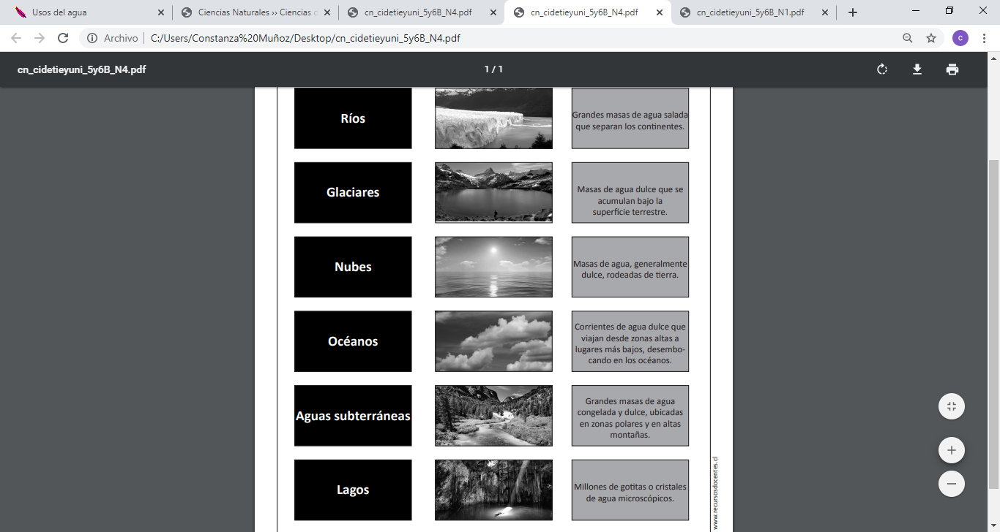 Usos del agua
Ciencias Naturales ›› Ciencias d
cn_cidetieyuni_5y6B_N4.pdf
cn_cidetieyuni_5y6B_N4.pdf
cn_cidetieyuni_5y6B_N1.pdf
Archivo
C:/Users/Constanza%20Muñoz/Desktop/cn_cidetieyuni_5y6B_N4.pdf
c
cn_cidetieyuni_5y6B_N4.pdf
1 / 1
Ríos
Grandes masas de agua salada
que separan los continentes.
Glaciares
Masas de agua dulce que se
acumulan bajo la
superficie terrestre.
Nubes
Masas de agua, generalmente
dulce, rodeadas de tierra.
Océanos
Corrientes de agua dulce que
viajan desde zonas altas a
lugares más bajos, desembo-
cando en los océanos.
Aguas subterráneas
Grandes masas de agua
congelada y dulce, ubicadas
en zonas polares y en altas
montañas.
Lagos
Millones de gotitas o cristales
de agua microscópicos.
www.recursosdocentes.cl